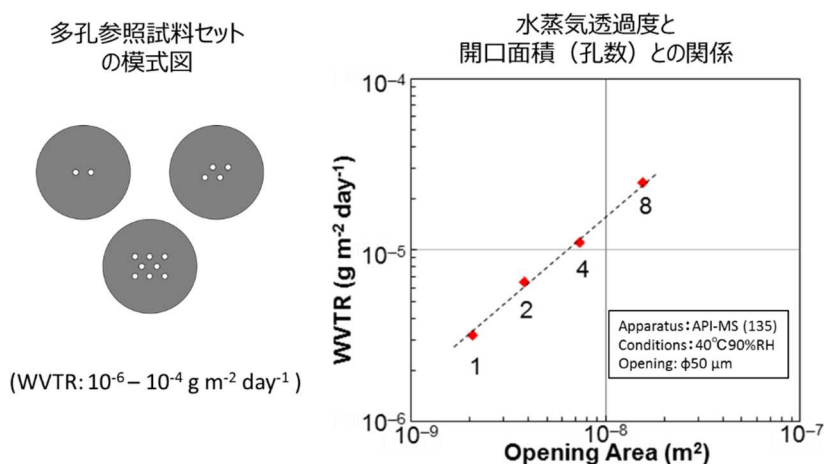 多孔参照試料セット
の模式図
(WVTR: 10⁻⁶ – 10⁻⁴ g m⁻² day⁻¹ )
水蒸気透過度と
開口面積（孔数）との関係
10⁻⁴
10⁻⁵
10⁻⁶
WVTR (g m⁻² day⁻¹)
1
2
4
8
Apparatus：API-MS (135)
Conditions：40℃90%RH
Opening: ϕ50 μm
10⁻⁹
10⁻⁸
10⁻⁷
Opening Area (m²)